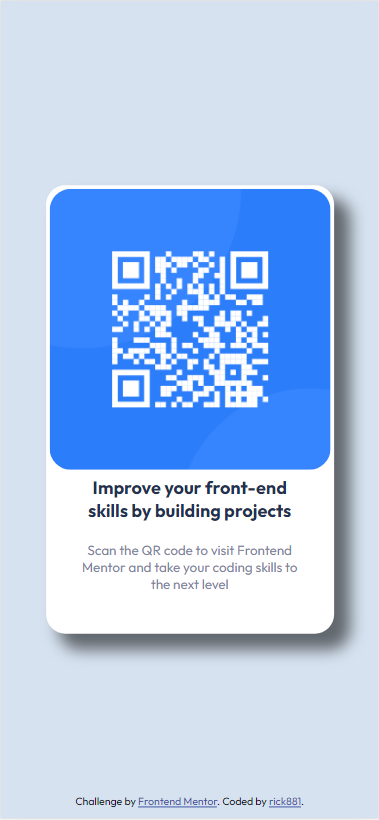 Improve your front-end
skills by building projects
Scan the QR code to visit Frontend
Mentor and take your coding skills to
the next level
Challenge by Frontend Mentor. Coded by rick881.